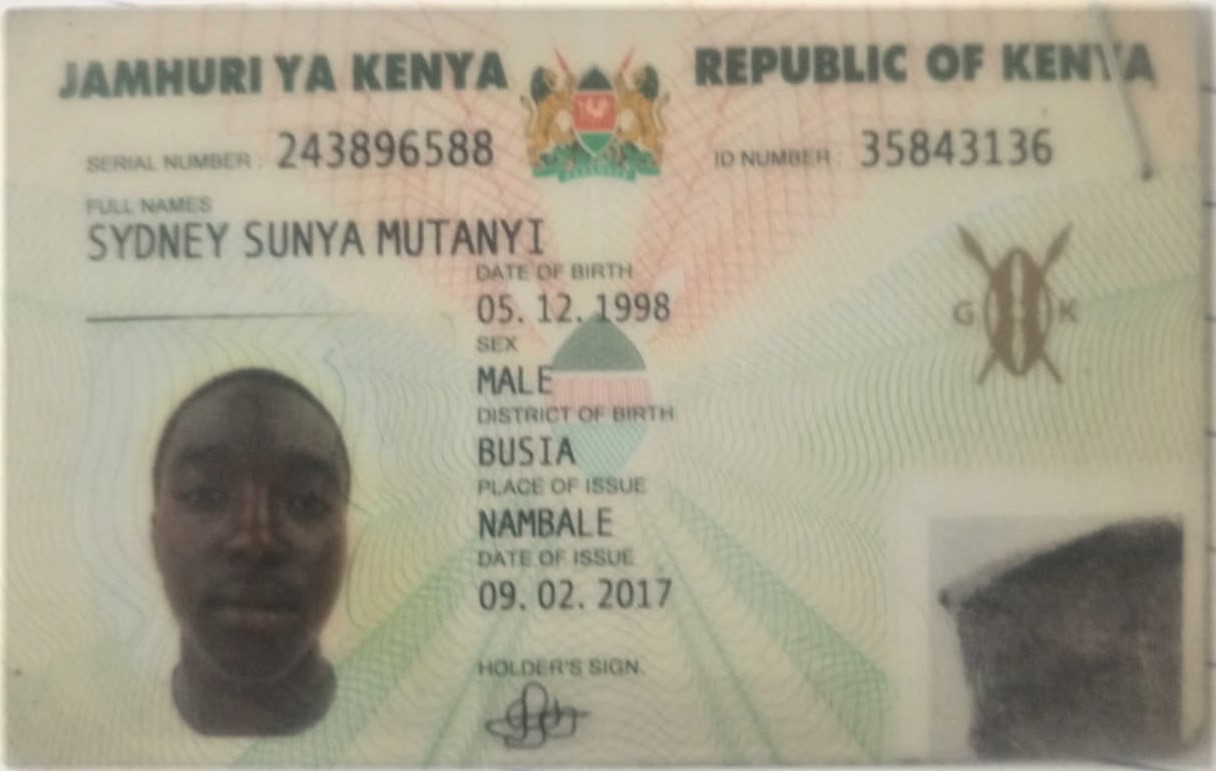 JAMHURI YA KENYA REPUBLIC OF KENYA
SERIAL NUMBER : 243896588 ID NUMBER : 35843136
FULL NAMES
SYDNEY SUNYA MUTANYI
DATE OF BIRTH
05. 12. 1998
SEX
MALE
G K
DISTRICT OF BIRTH
BUSIA
PLACE OF ISSUE
NAMBALE
DATE OF ISSUE
09. 02. 2017
HOLDER'S SIGN.